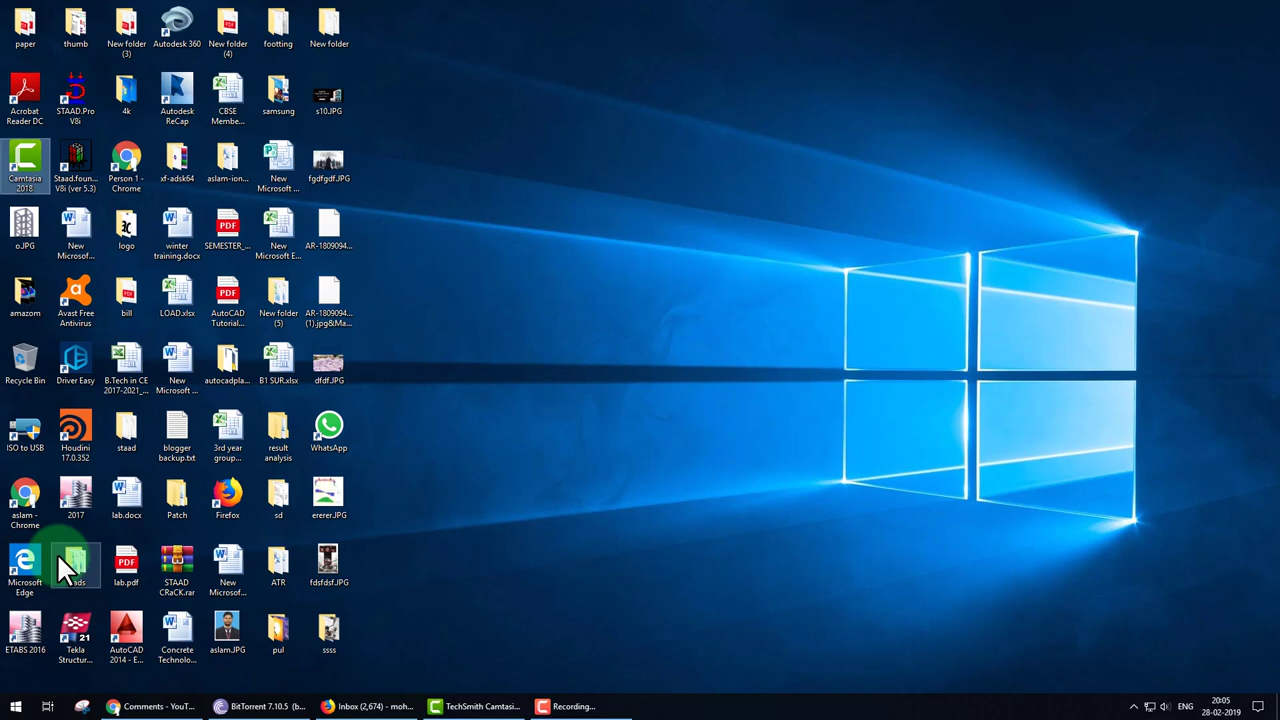 paper
thumb
New folder
(3)
Autodesk 360
New folder
(4)
footting
New folder
Acrobat
Reader DC
STAAD.Pro
V8i
4k
Autodesk
ReCap
CBSE
Membe...
samsung
s10.JPG
Camtasia
2018
Staad.foun...
V8i (ver 5.3)
Person 1 -
Chrome
xf-adsk64
aslam-ion...
New
Microsoft ...
fgdfgdf.JPG
o.JPG
New
Microsof...
logo
winter
training.docx
SEMESTER_...
New
Microsoft E...
AR-1809094...
amazom
Avast Free
Antivirus
bill
LOAD.xlsx
AutoCAD
Tutorial...
New folder
(5)
AR-1809094...
(1).jpg&Ma...
Recycle Bin
Driver Easy
B.Tech in CE
2017-2021_...
New
Microsoft ...
autocadpla...
B1 SUR.xlsx
dfdf.JPG
ISO to USB
Houdini
17.0.352
staad
blogger
backup.txt
3rd year
group...
result
analysis
WhatsApp
aslam -
Chrome
2017
lab.docx
Patch
Firefox
sd
ererer.JPG
Microsoft
Edge
ads
lab.pdf
STAAD
CRaCK.rar
New
Microsof...
ATR
fdsfdsf.JPG
ETABS 2016
21
Tekla
Structur...
AutoCAD
2014 - E...
Concrete
Technolo...
aslam.JPG
pul
ssss
Comments - YouT...
BitTorrent 7.10.5 (b...
Inbox (2,674) - moh...
TechSmith Camtasi...
Recording...
ENG
20:05
28-02-2019